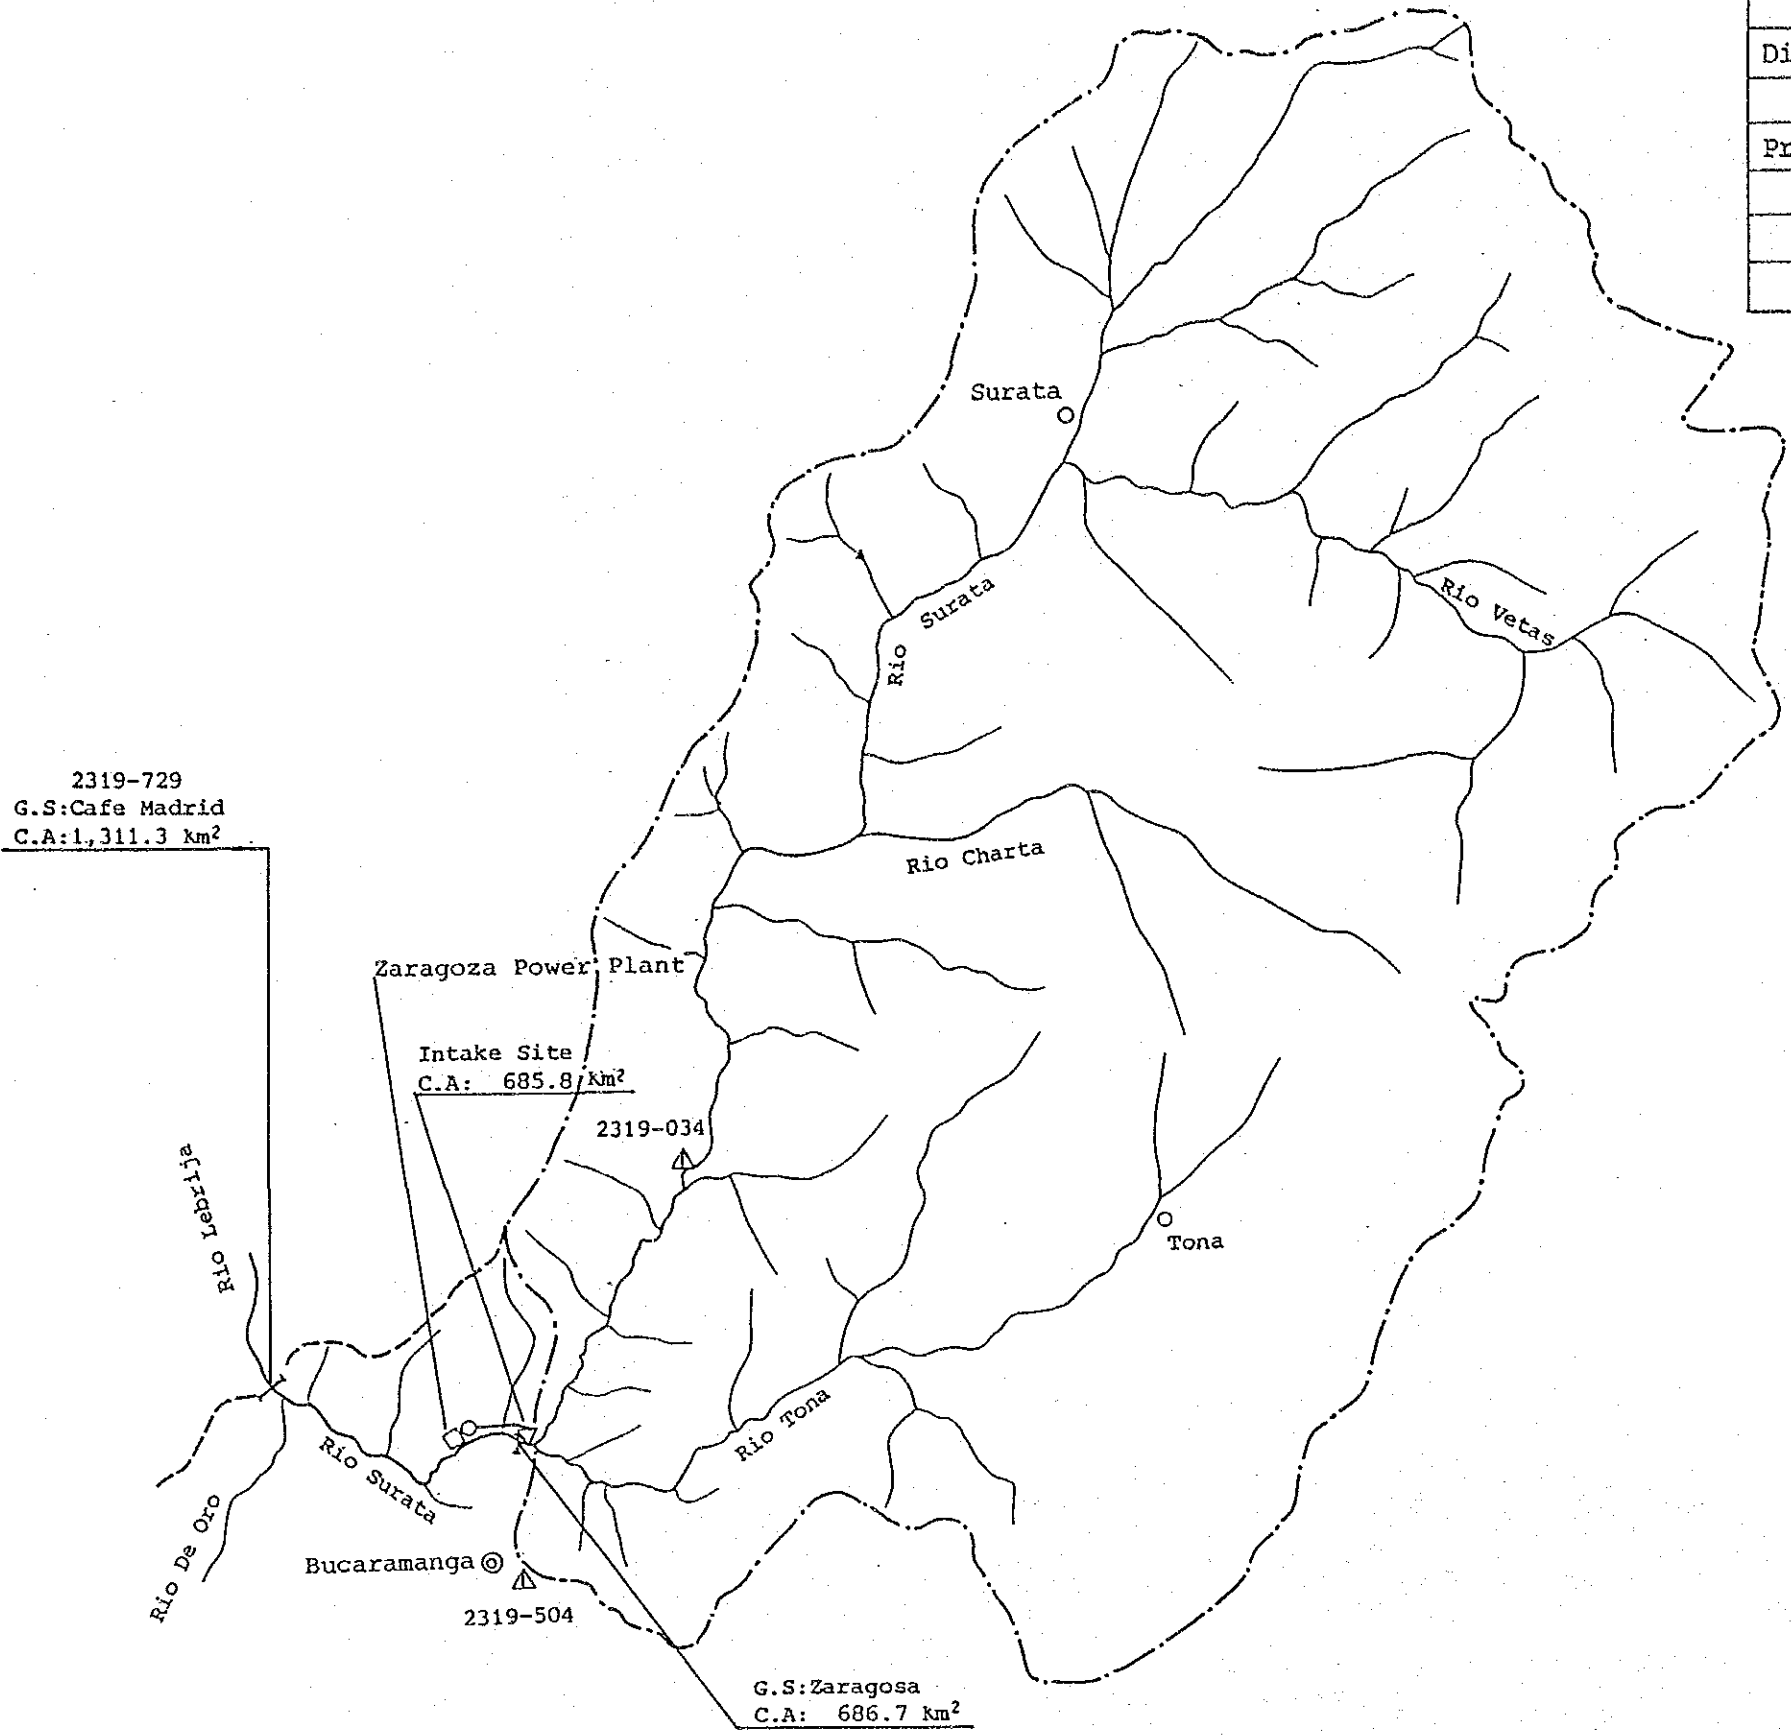 Di
Pr
Surata
Rio Surata
Rio Vetas
2319-729
G.S:Cafe Madrid
C.A:1,311.3 km²
Rio Charta
Zaragoza Power Plant
Intake Site
C.A: 685.8 km²
2319-034
Rio Lebrija
Tona
Rio Tona
Rio Surata
Rio De Oro
Bucaramanga
2319-504
G.S:Zaragosa
C.A: 686.7 km²